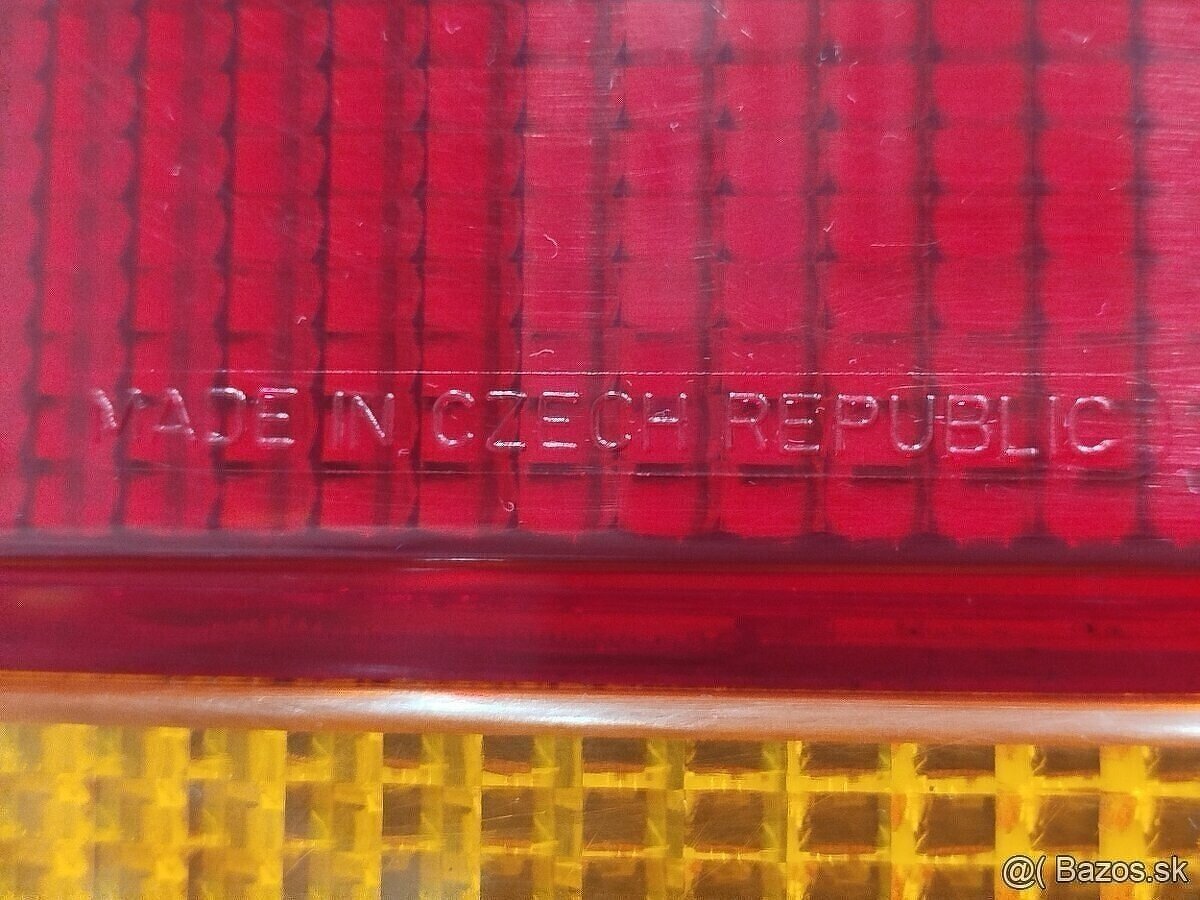 MADE IN CZECH REPUBLIC
@( Bazos.sk